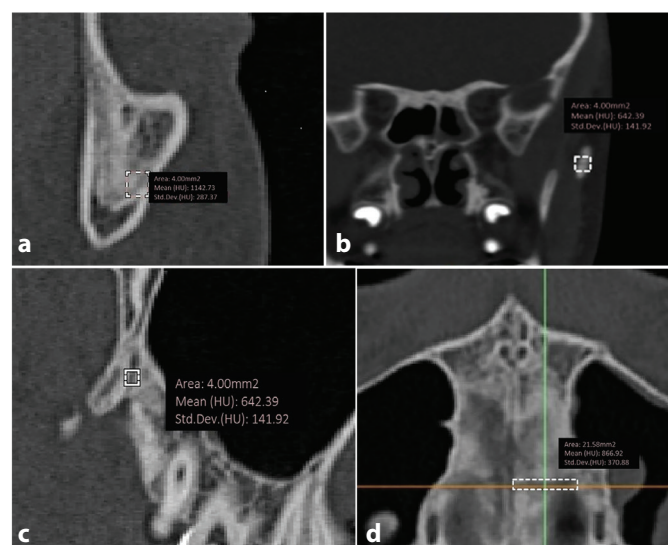 Area: 4.00mm2
Mean (HU): 1142.73
Std.Dev.(HU): 287.37
a
Area: 4.00mm2
Mean (HU): 642.39
Std.Dev.(HU): 141.92
b
Area: 4.00mm2
Mean (HU): 642.39
Std.Dev.(HU): 141.92
c
Area: 21.58mm2
Mean (HU): 866.92
Std.Dev.(HU): 370.88
d